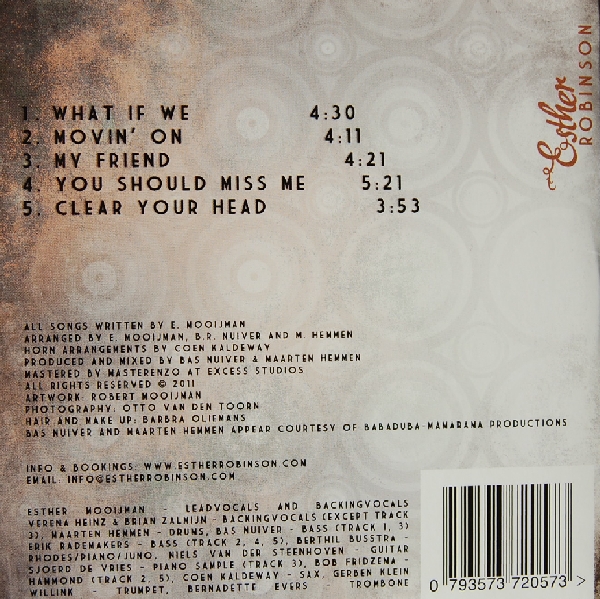 Esther
ROBINSON
1. WHAT IF WE 4:30
2. MOVIN' ON 4:11
3. MY FRIEND 4:21
4. YOU SHOULD MISS ME 5:21
5. CLEAR YOUR HEAD 3:53
ALL SONGS WRITTEN BY E. MOOIJMAN
ARRANGED BY E. MOOIJMAN, B.R. NUIVER AND M. HEMMEN
HORN ARRANGEMENTS BY COEN KALDEWAY
PRODUCED AND MIXED BY BAS NUIVER & MAARTEN HEMMEN
MASTERED BY MASTERENZO AT EXCESS STUDIOS
ALL RIGHTS RESERVED © 2011
ARTWORK: ROBERT MOOIJMAN
PHOTOGRAPHY: OTTO VAN DEN TOORN
HAIR AND MAKE UP: BARBRA OLIEMANS
BAS NUIVER AND MAARTEN HEMMEN APPEAR COURTESY OF BABADUBA-MANARAMA PRODUCTIONS
INFO & BOOKINGS: WWW.ESTHERROBINSON.COM
EMAIL: INFO@ESTHERROBINSON.COM
ESTHER MOOIJMAN - LEADVOCALS AND BACKINGVOCALS
VERENA HEINZ & BRIAN ZALMIJN - BACKINGVOCALS (EXCEPT TRACK
3), MAARTEN HEMMEN - DRUMS, BAS NUIVER - BASS (TRACK 1, 3)
ERIK RADEMAKERS - BASS (TRACK 2, 4, 5), BERTHIL BUSSTRA -
RHODES/PIANO/JUNO, NIELS VAN DER STEENHOVEN - GUITAR
SJOERD DE VRIES - PIANO SAMPLE (TRACK 3), BOB FRIDZEMA -
HAMMOND (TRACK 2, 5), COEN KALDEWAY - SAX, GERBEN KLEIN
WILLINK - TRUMPET, BERNADETTE EVERS TROMBONE
0 793573 720573 >